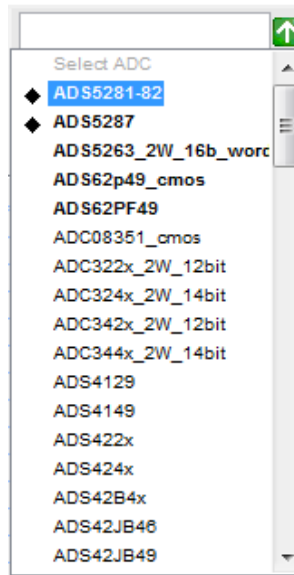 Select ADC
ADS5281-82
ADS5287
ADS5263_2W_16b_word
ADS62p49_cmos
ADS62PF49
ADC08351_cmos
ADC322x_2W_12bit
ADC324x_2W_14bit
ADC342x_2W_12bit
ADC344x_2W_14bit
ADS4129
ADS4149
ADS422x
ADS424x
ADS42B4x
ADS42JB46
ADS42JB49